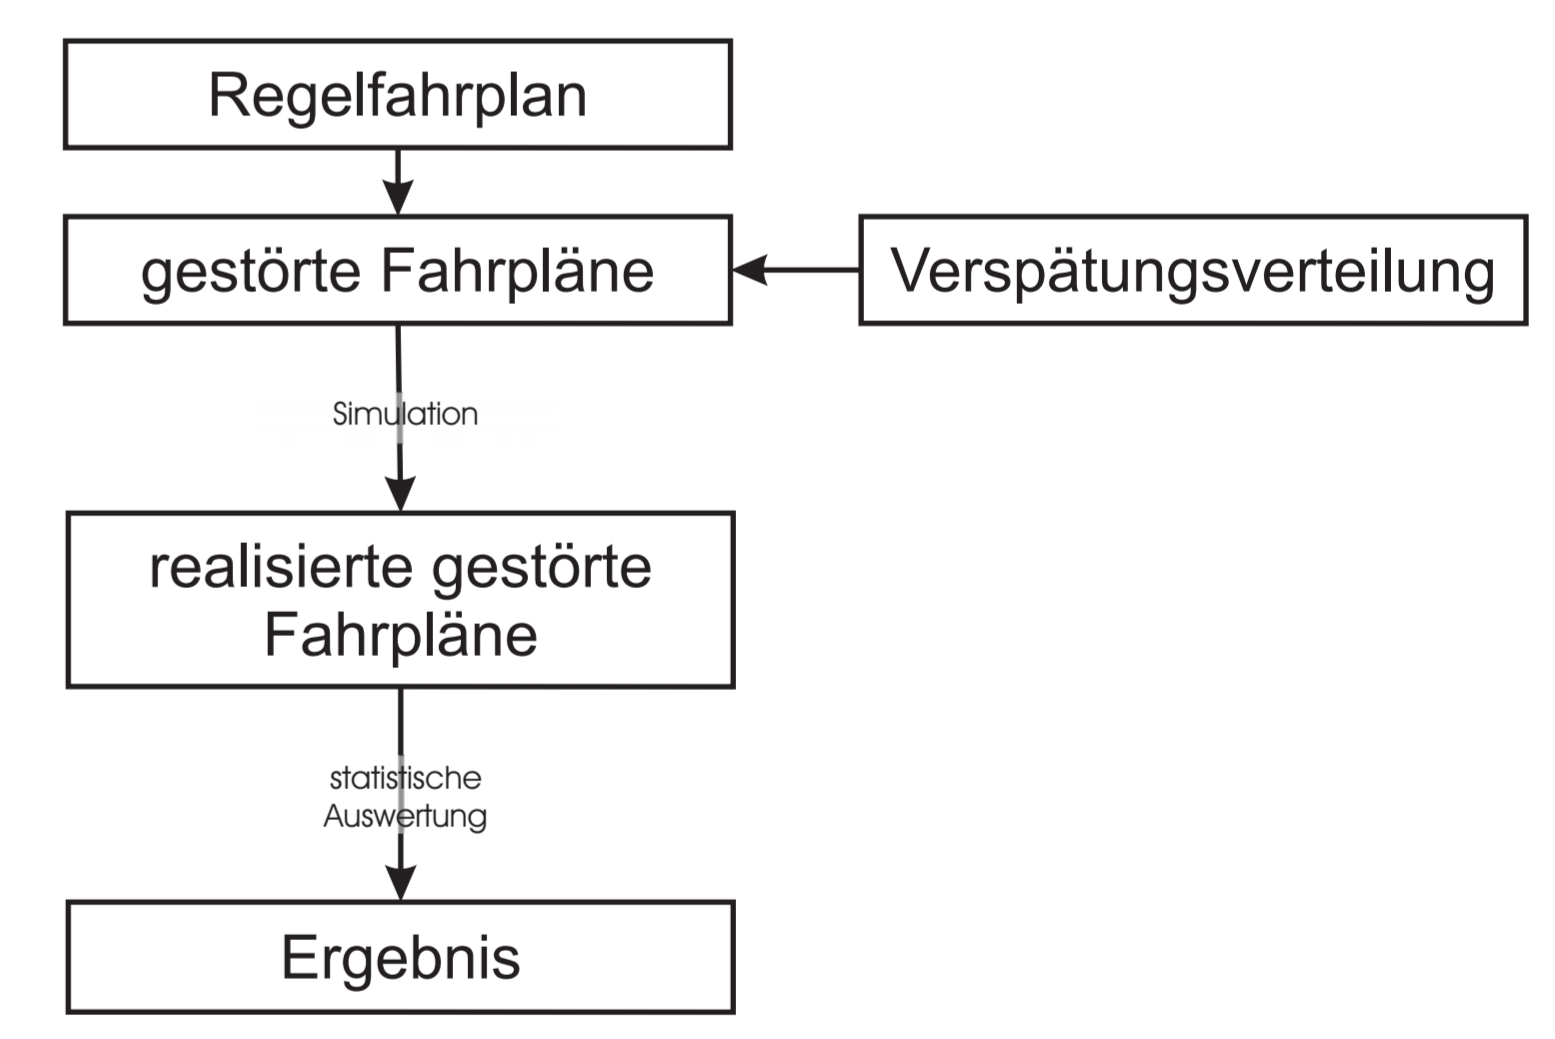 Regelfahrplan
gestörte Fahrpläne
Verspätungsverteilung
Simulation
realisierte gestörte
Fahrpläne
statistische
Auswertung
Ergebnis